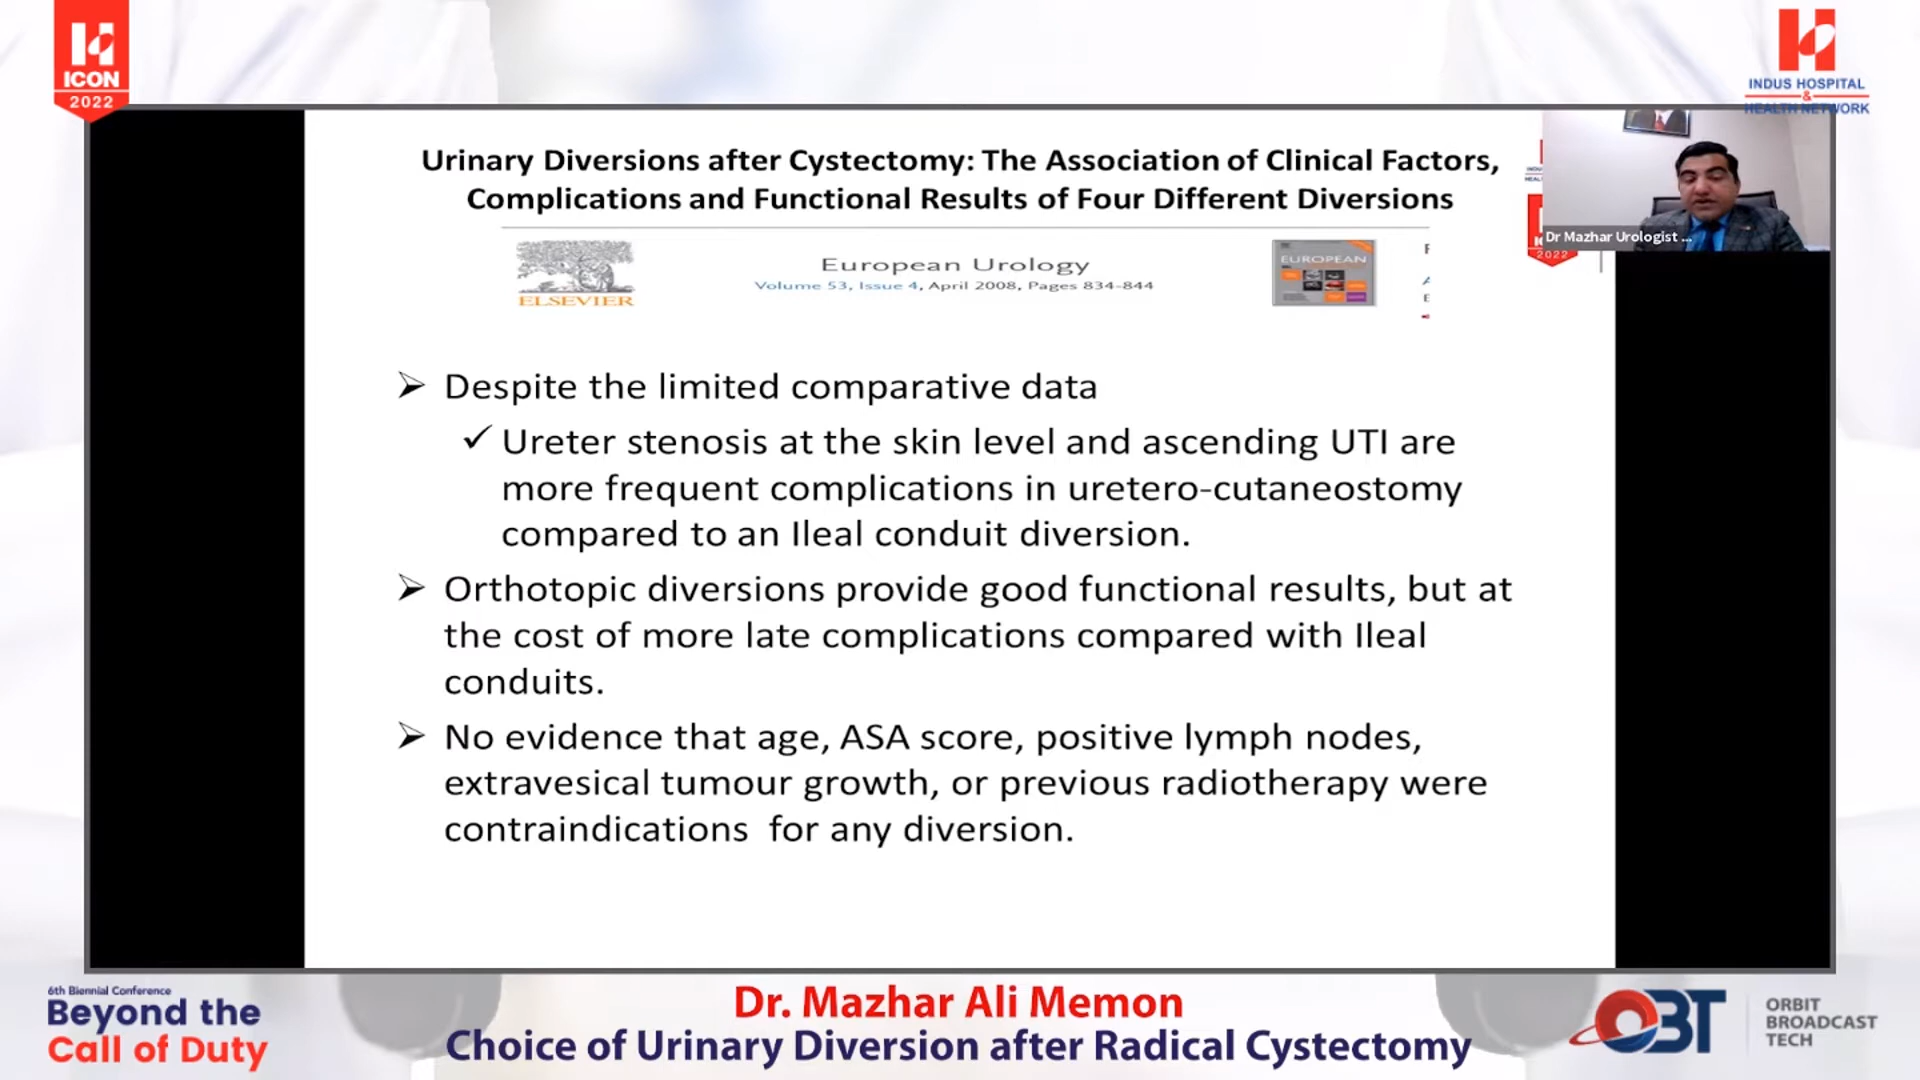 ICON
2022
INDUS HOSPITAL
&
HEALTH NETWORK
Urinary Diversions after Cystectomy: The Association of Clinical Factors,
Complications and Functional Results of Four Different Diversions
Dr Mazhar Urologist ...
2022
ELSEVIER
European Urology
Volume 53, Issue 4, April 2008, Pages 834-844
EUROPEAN
➢ Despite the limited comparative data
✓ Ureter stenosis at the skin level and ascending UTI are
more frequent complications in uretero-cutaneostomy
compared to an Ileal conduit diversion.
➢ Orthotopic diversions provide good functional results, but at
the cost of more late complications compared with Ileal
conduits.
➢ No evidence that age, ASA score, positive lymph nodes,
extravesical tumour growth, or previous radiotherapy were
contraindications for any diversion.
6th Biennial Conference
Beyond the
Call of Duty
Dr. Mazhar Ali Memon
Choice of Urinary Diversion after Radical Cystectomy
OBT
ORBIT
BROADCAST
TECH